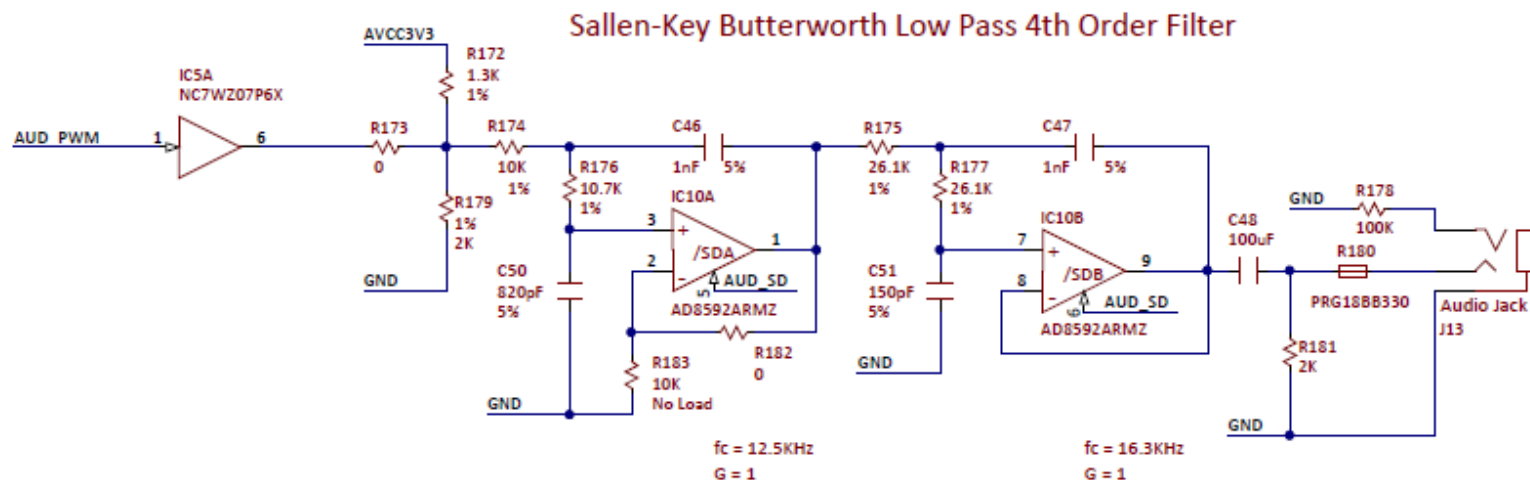 Sallen-Key Butterworth Low Pass 4th Order Filter
AVCC3V3
R172
1.3K
1%
IC5A
NC7WZ07P6X
AUD_PWM
1
6
R173
0
R174
10K
1%
R179
1%
2K
GND
R176
10.7K
1%
C46
1nF
5%
IC10A
3
+
/SDA
1
2
-
5
AUD_SD
AD8592ARMZ
C50
820pF
5%
R182
0
R183
10K
No Load
GND
R175
26.1K
1%
R177
26.1K
1%
C47
1nF
5%
IC10B
7
+
/SDB
9
8
-
6
AUD_SD
AD8592ARMZ
C51
150pF
5%
GND
C48
100uF
GND
R178
100K
R180
PRG18BB330
Audio Jack
J13
R181
2K
GND
fc = 12.5KHz
G = 1
fc = 16.3KHz
G = 1